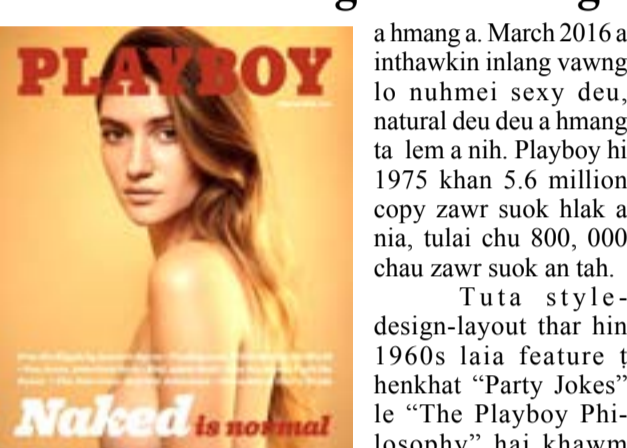 PLAYBOY
Naked is normal
a hmang a. March 2016 a
inthawkin inlang vawng
lo nuhmei sexy deu,
natural deu deu a hmang
ta lem a nih. Playboy hi
1975 khan 5.6 million
copy zawr suok hlak a
nia, tulai chu 800, 000
chau zawr suok an tah.
Tuta style-
design-layout thar hin
1960s laia feature ṭ
henkhat “Party Jokes”
le “The Playboy Phi-
losophy” hai khawm